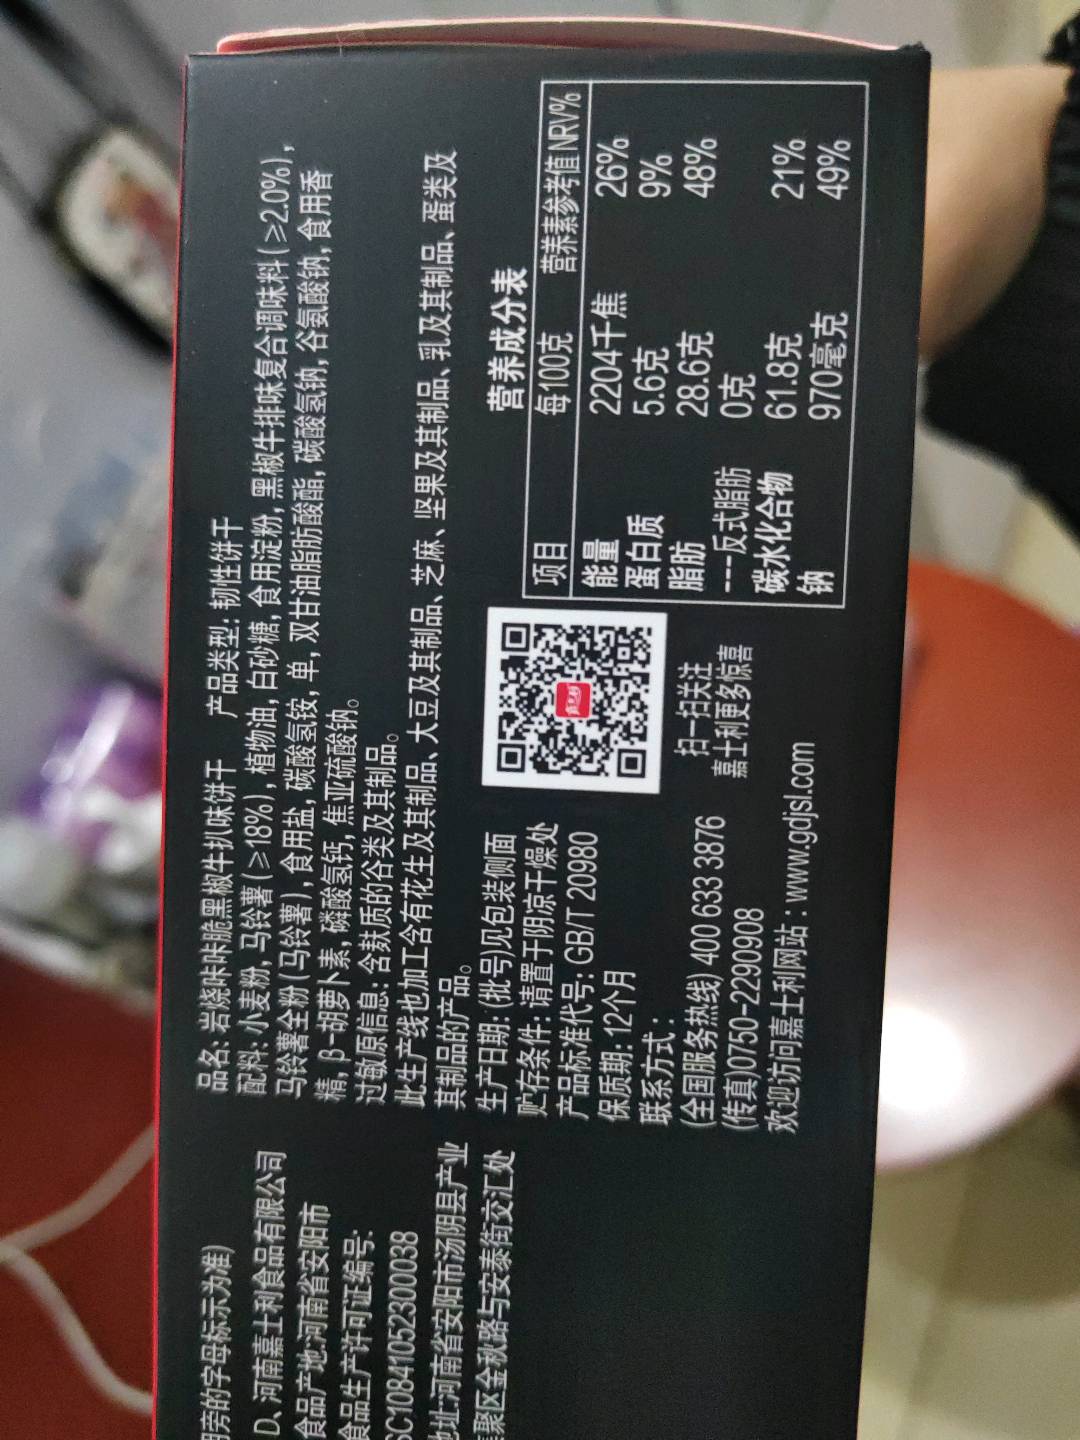 品名: 岩烧味咔脆黑椒牛扒味饼干 产品类型: 韧性饼干
配料: 小麦粉, 马铃薯(≥18%), 植物油, 白砂糖, 食用淀粉, 黑椒牛排味复合调味料(≥2.0%),
马铃薯全粉(马铃薯), 食用盐, 碳酸氢铵, 单, 双甘油脂肪酸酯, 碳酸氢钠, 谷氨酸钠, 食用香
精, β-胡萝卜素, 磷酸氢钙, 焦亚硫酸钠。
过敏原信息: 含麸质的谷类及其制品。
此生产线也加工含有花生及其制品、大豆及其制品、芝麻、坚果及其制品、乳及其制品、蛋类及
其制品的产品。
生产日期: (批号)见包装侧面
贮存条件: 请置于阴凉干燥处
产品标准代号: GB/T 20980
保质期: 12个月
联系方式:
(全国服务热线) 400 633 3876
(传真)0750-2290908
欢迎访问嘉士利网站: www.gdjsl.com
扫一扫关注
嘉士利更多惊喜
营养成分表
项目 每100克 营养素参考值NRV%
能量 2204千焦 26%
蛋白质 5.6克 9%
脂肪 28.6克 48%
---反式脂肪 0克
碳水化合物 61.8克 21%
钠 970毫克 49%
旁的字母标示为准)
D、河南嘉士利食品有限公司
食品产地:河南省安阳市
食品生产许可证编号:
SC10841052300038
地址:河南省安阳市汤阴县产业
集聚区金秋路与安泰街交汇处